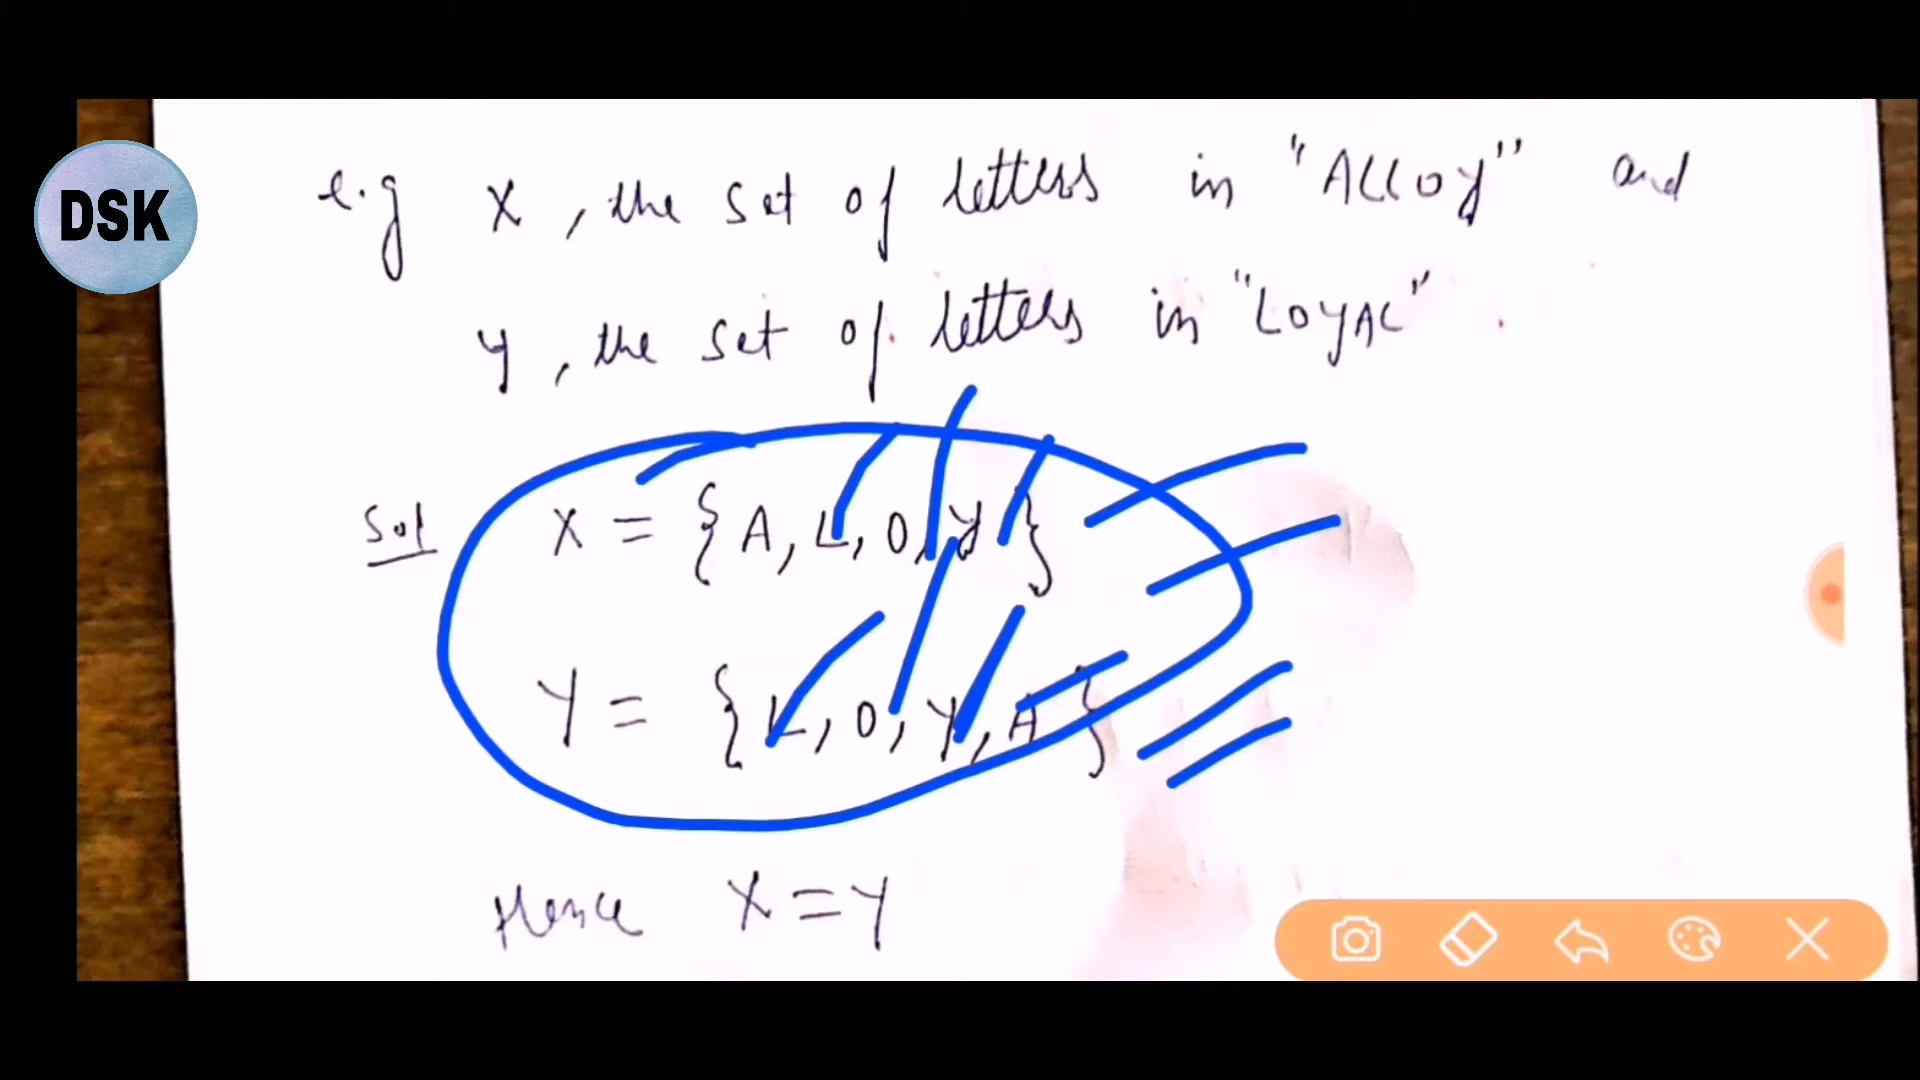 DSK
e.g X, the set of letters in "ALLOY" and
Y, the set of letters in "LOYAL".
Sol X = {A, L, O, Y}
Y = {L, O, Y, A}
Hence X = Y